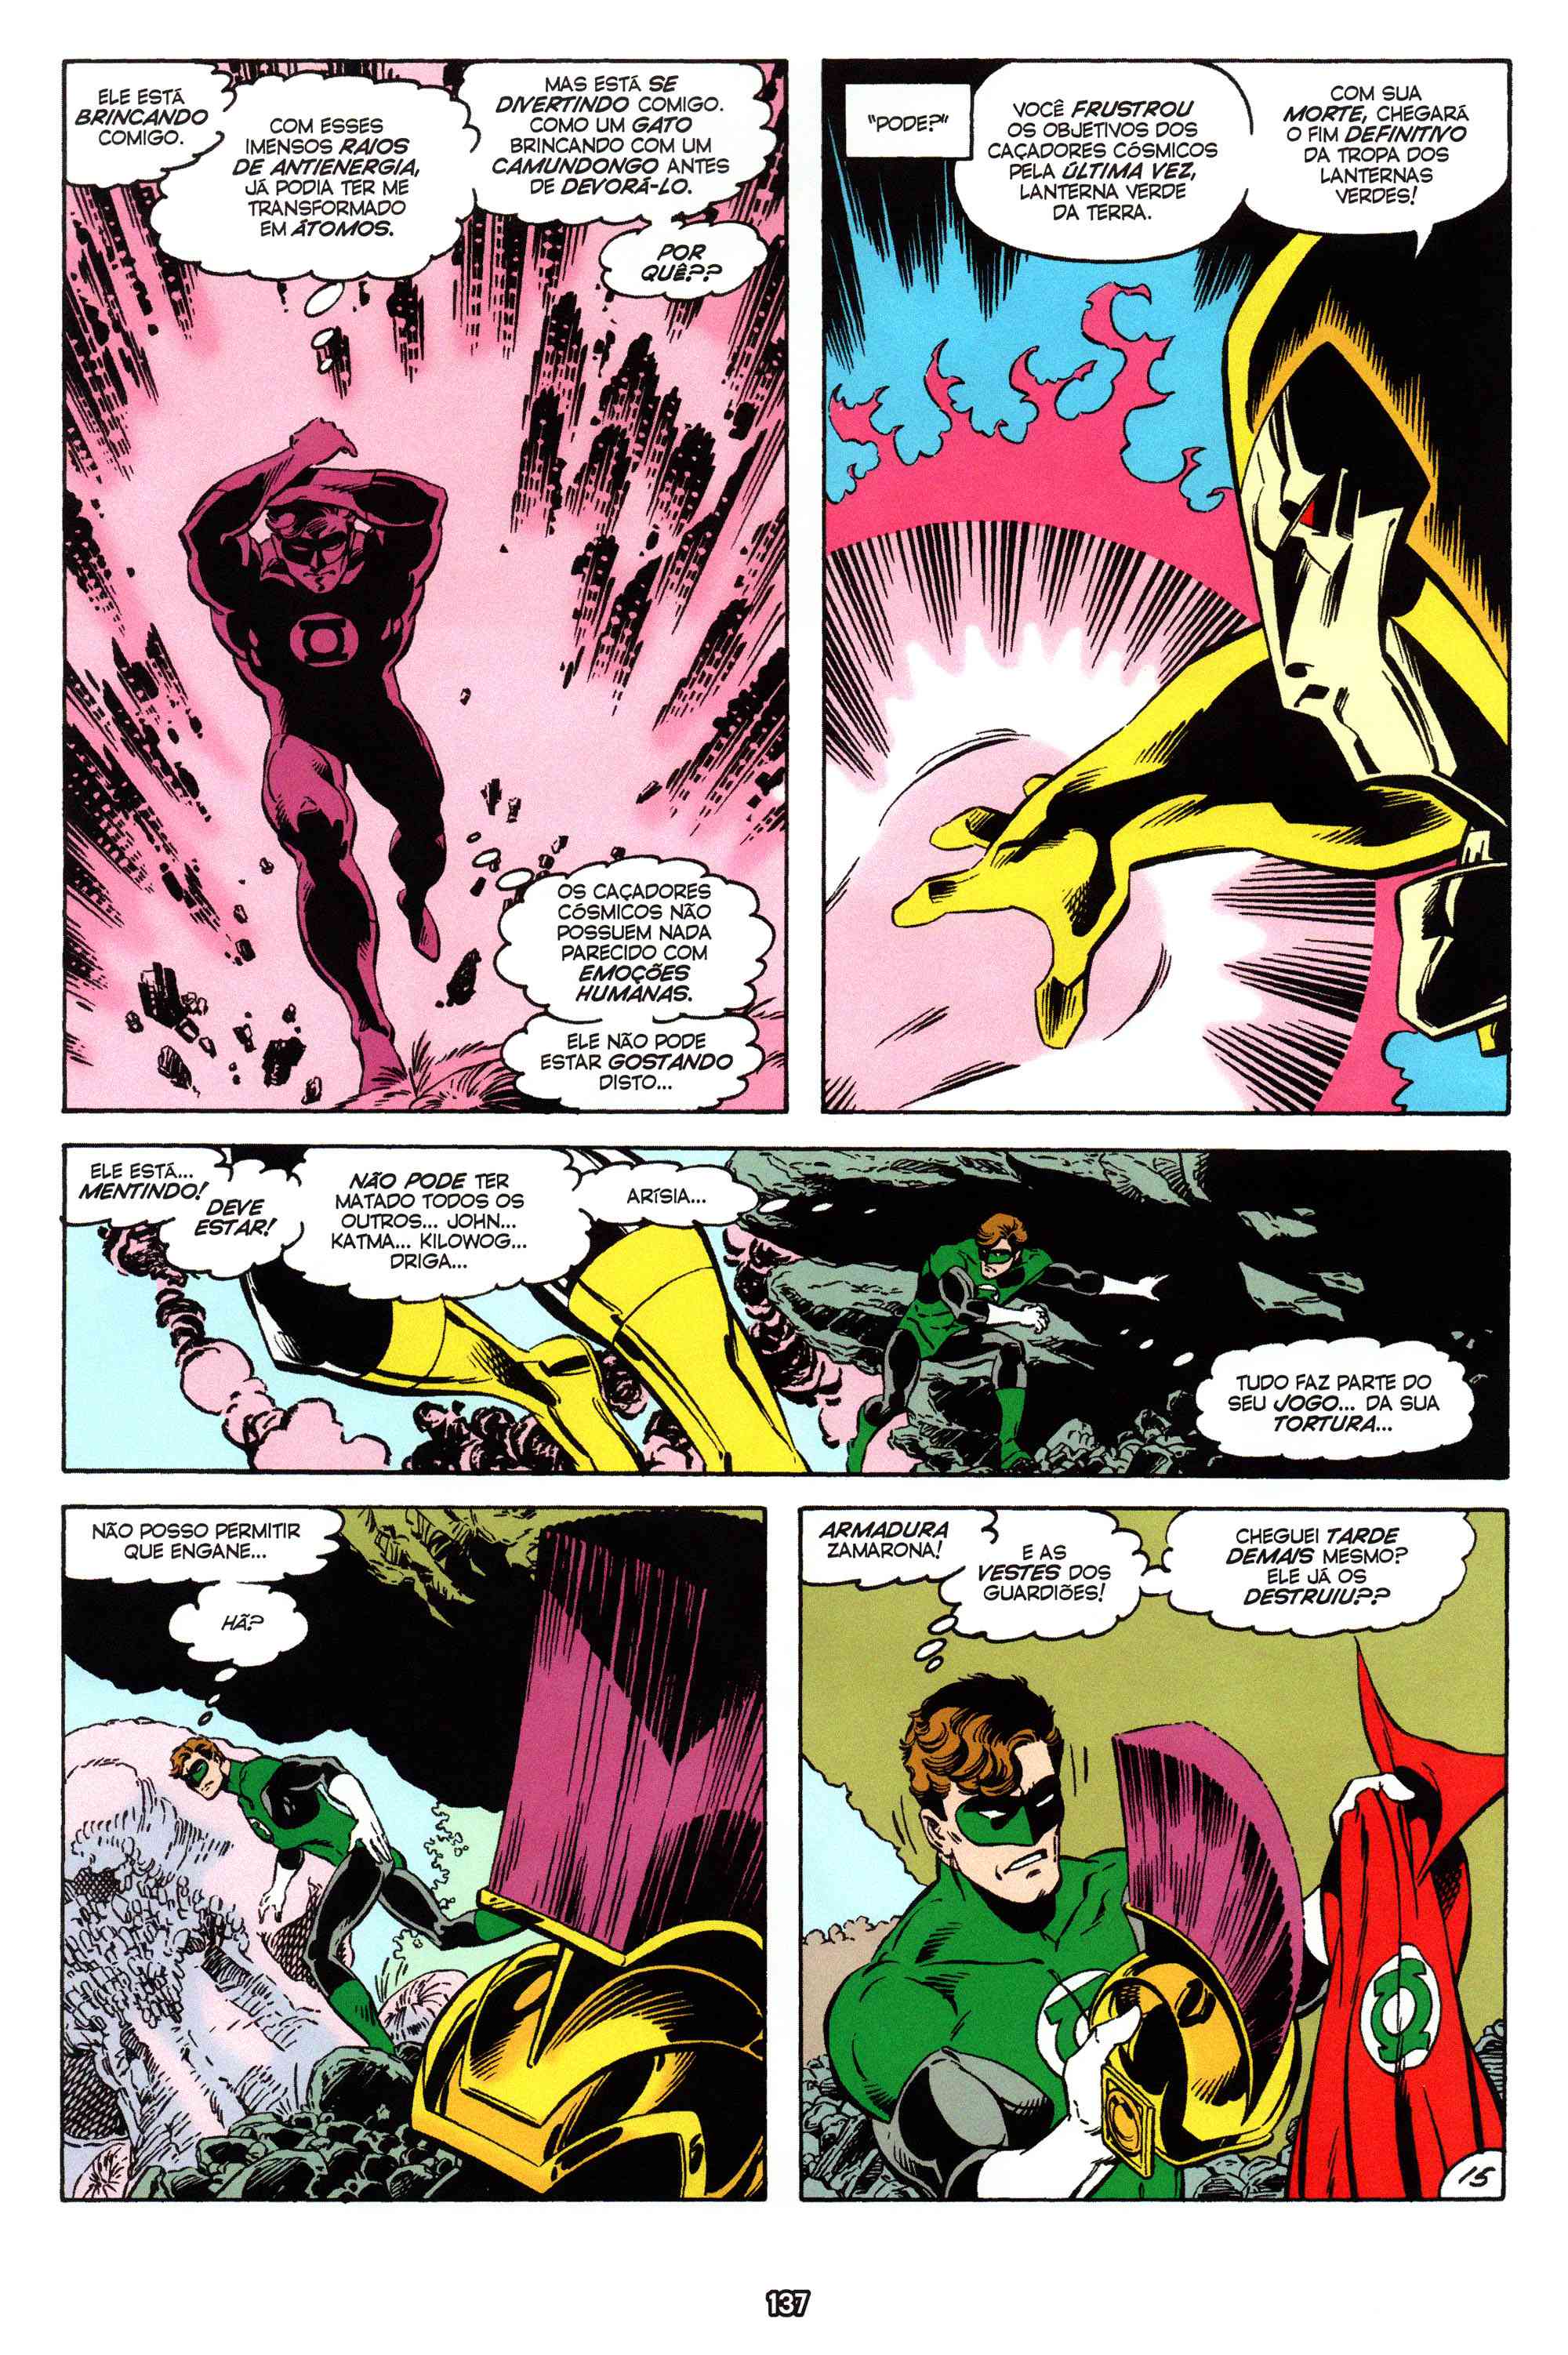 ELE ESTÁ
BRINCANDO
COMIGO.
COM ESSES
IMENSOS RAIOS
DE ANTIENERGIA,
JÁ PODIA TER ME
TRANSFORMADO
EM ÁTOMOS.
MAS ESTÁ SE
DIVERTINDO COMIGO.
COMO UM GATO
BRINCANDO COM UM
CAMUNDONGO ANTES
DE DEVORÁ-LO.
POR
QUÊ??
OS CAÇADORES
CÓSMICOS NÃO
POSSUEM NADA
PARECIDO COM
EMOÇÕES
HUMANAS.
ELE NÃO PODE
ESTAR GOSTANDO
DISTO...
"PODE?"
VOCÊ FRUSTROU
OS OBJETIVOS DOS
CAÇADORES CÓSMICOS
PELA ÚLTIMA VEZ,
LANTERNA VERDE
DA TERRA.
COM SUA
MORTE, CHEGARÁ
O FIM DEFINITIVO
DA TROPA DOS
LANTERNAS
VERDES!
ELE ESTÁ...
MENTINDO!
DEVE
ESTAR!
NÃO PODE TER
MATADO TODOS OS
OUTROS... JOHN...
KATMA... KILOWOG...
DRIGA...
ARÍSIA...
TUDO FAZ PARTE DO
SEU JOGO... DA SUA
TORTURA...
NÃO POSSO PERMITIR
QUE ENGANE...
HÃ?
ARMADURA
ZAMARONA!
E AS
VESTES DOS
GUARDIÕES!
CHEGUEI TARDE
DEMAIS MESMO?
ELE JÁ OS
DESTRUIU??
15
137